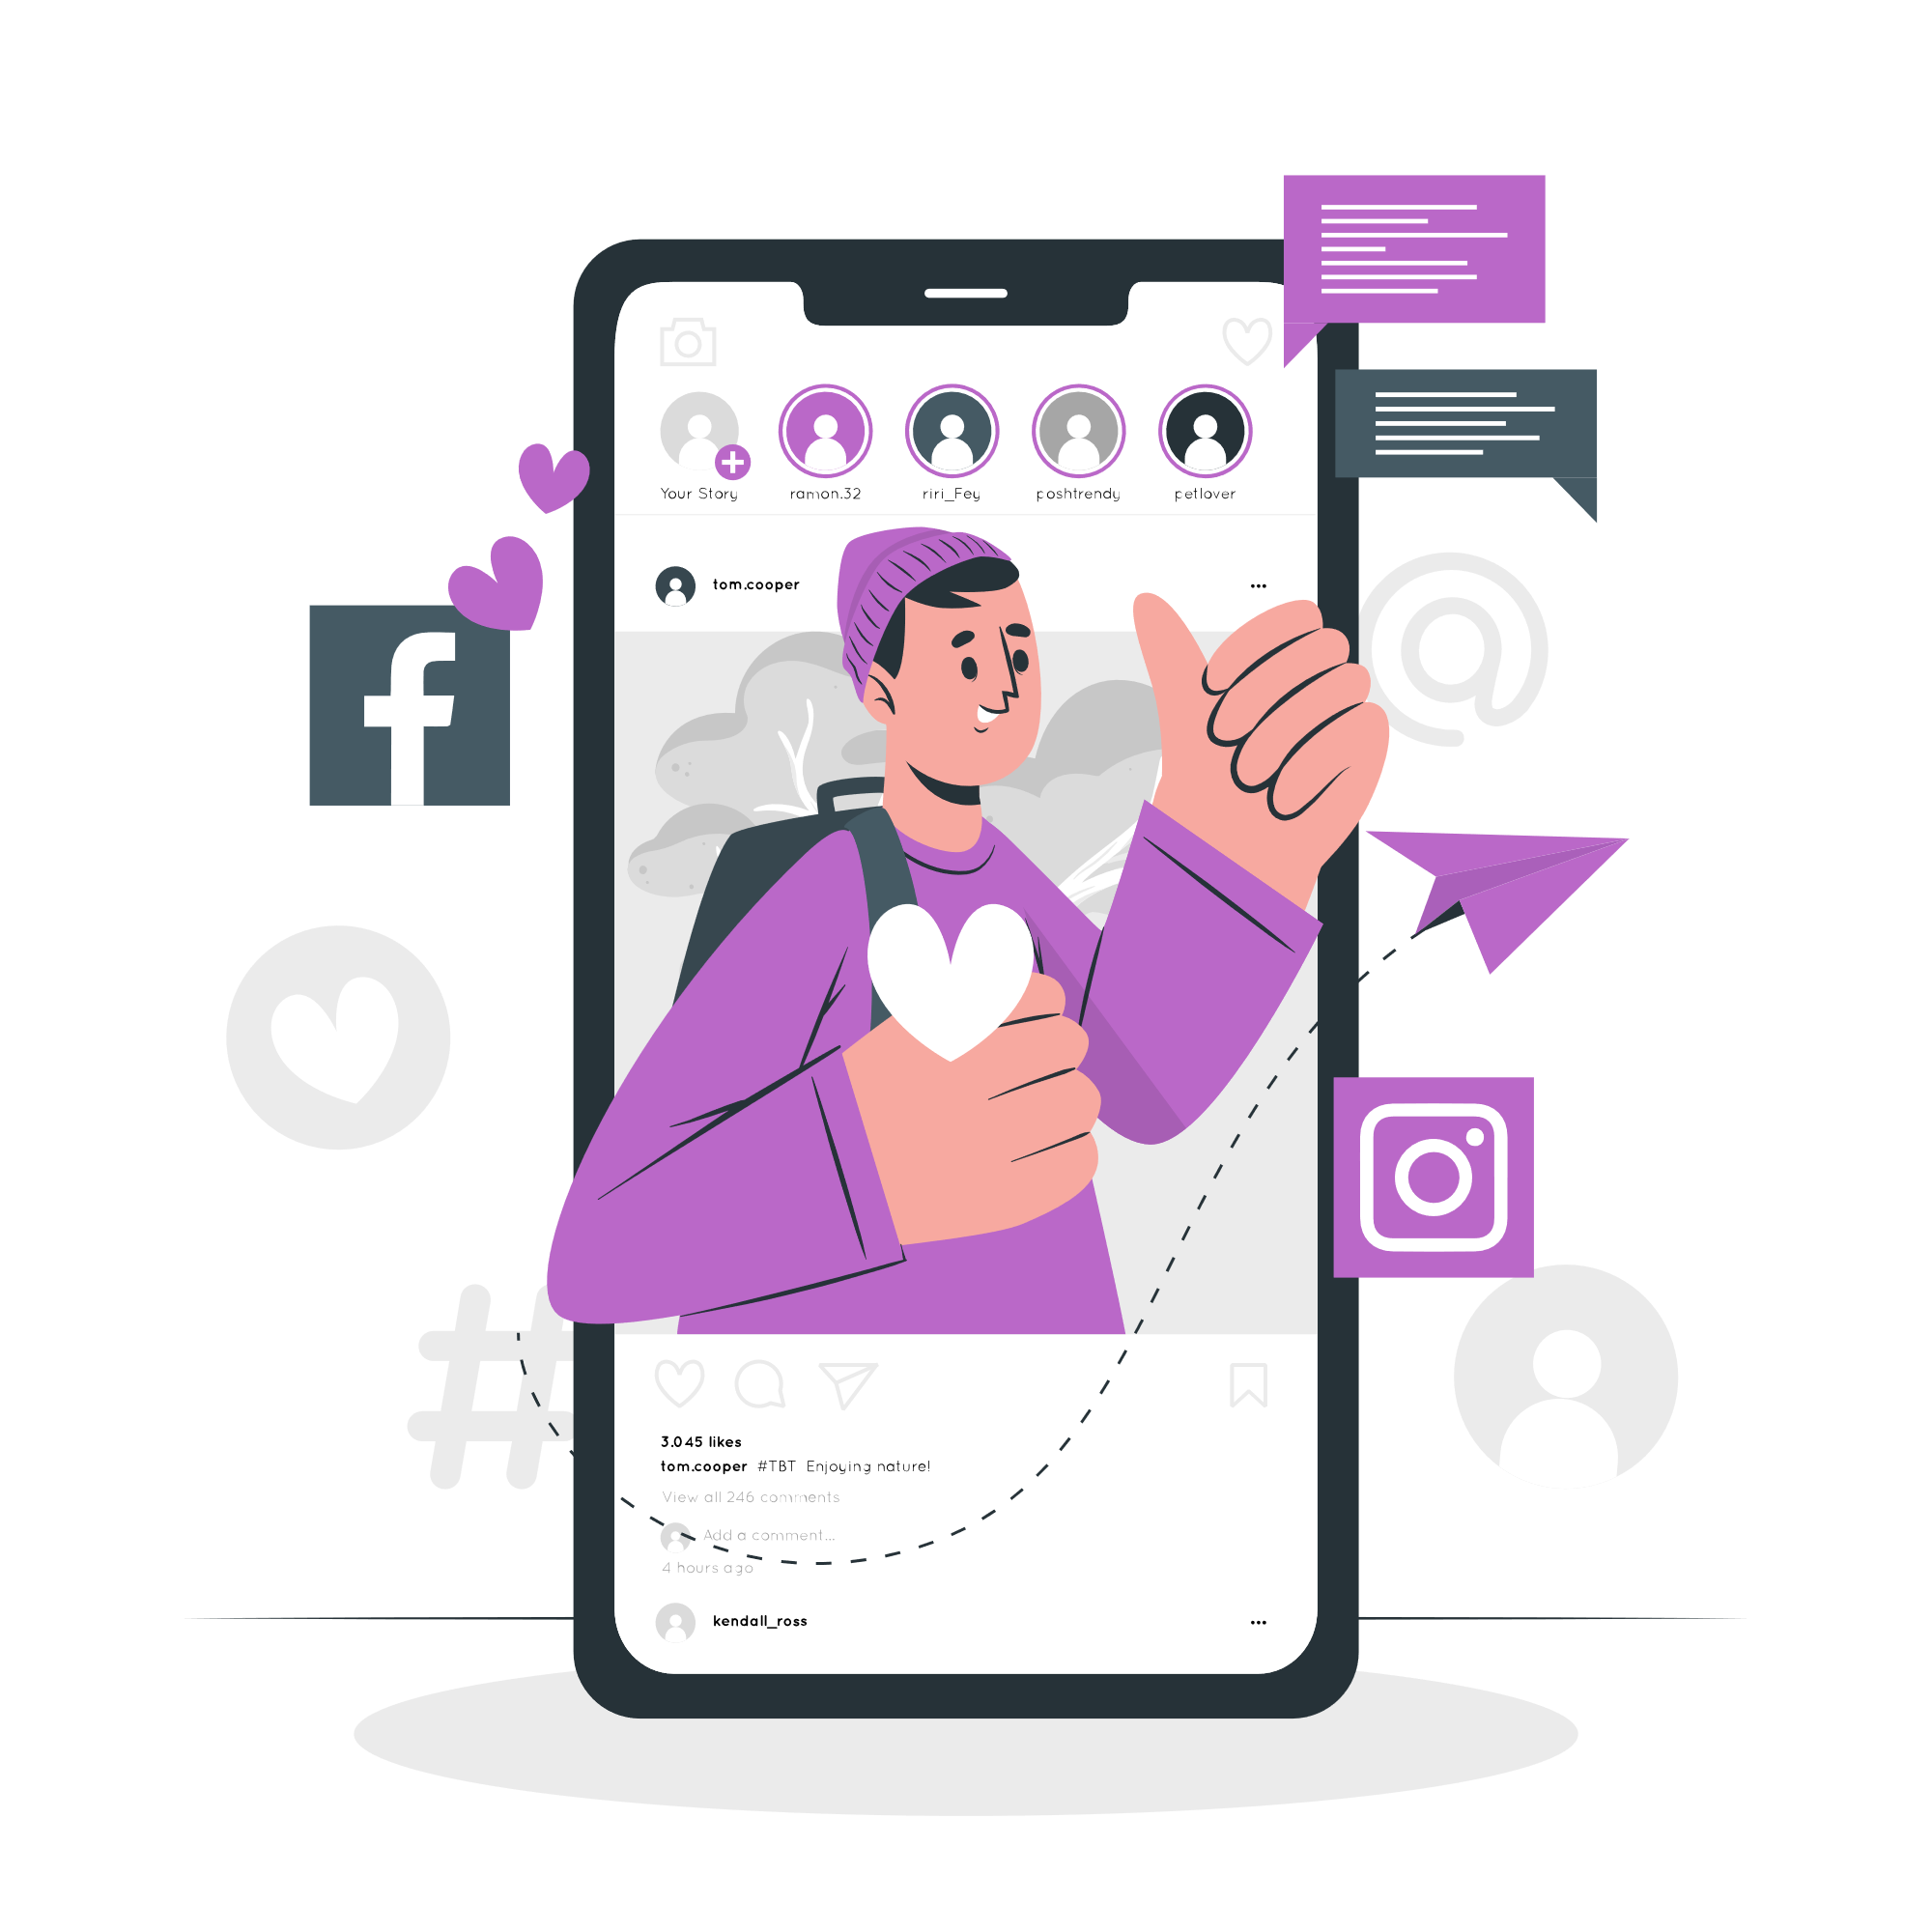 Your Story ramon.32 riri_Fey poshtrendy petlover
tom.cooper ...
3.045 likes
tom.cooper #TBT Enjoying nature!
View all 246 comments
Add a comment...
4 hours ago
kendall_ross ...